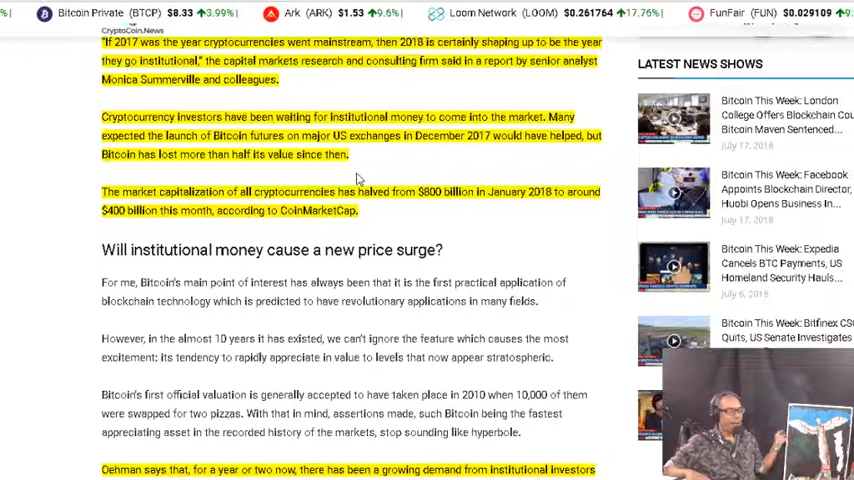 Bitcoin Private (BTCP) $8.33 3.99%|
Ark (ARK) $1.53 9.6%|
Loom Network (LOOM) $0.261764 17.76%|
FunFair (FUN) $0.029109
CryptoCoin.News
"If 2017 was the year cryptocurrencies went mainstream, then 2018 is certainly shaping up to be the year
they go institutional," the capital markets research and consulting firm said in a report by senior analyst
Monica Summerville and colleagues.
Cryptocurrency investors have been waiting for institutional money to come into the market. Many
expected the launch of Bitcoin futures on major US exchanges in December 2017 would have helped, but
Bitcoin has lost more than half its value since then.
The market capitalization of all cryptocurrencies has halved from $800 billion in January 2018 to around
$400 billion this month, according to CoinMarketCap.
Will institutional money cause a new price surge?
For me, Bitcoin's main point of interest has always been that it is the first practical application of
blockchain technology which is predicted to have revolutionary applications in many fields.
However, in the almost 10 years it has existed, we can't ignore the feature which causes the most
excitement: its tendency to rapidly appreciate in value to levels that now appear stratospheric.
Bitcoin's first official valuation is generally accepted to have taken place in 2010 when 10,000 of them
were swapped for two pizzas. With that in mind, assertions made, such Bitcoin being the fastest
appreciating asset in the recorded history of the markets, stop sounding like hyperbole.
Oehman says that, for a year or two now, there has been a growing demand from institutional investors
LATEST NEWS SHOWS
Bitcoin This Week: London
College Offers Blockchain Cou
Bitcoin Maven Sentenced...
July 17, 2018
Bitcoin This Week: Facebook
Appoints Blockchain Director,
Huobi Opens Business In...
July 17, 2018
Bitcoin This Week: Expedia
Cancels BTC Payments, US
Homeland Security Hauls...
July 6, 2018
Bitcoin This Week: Bitfinex CS
Quits, US Senate Investigates